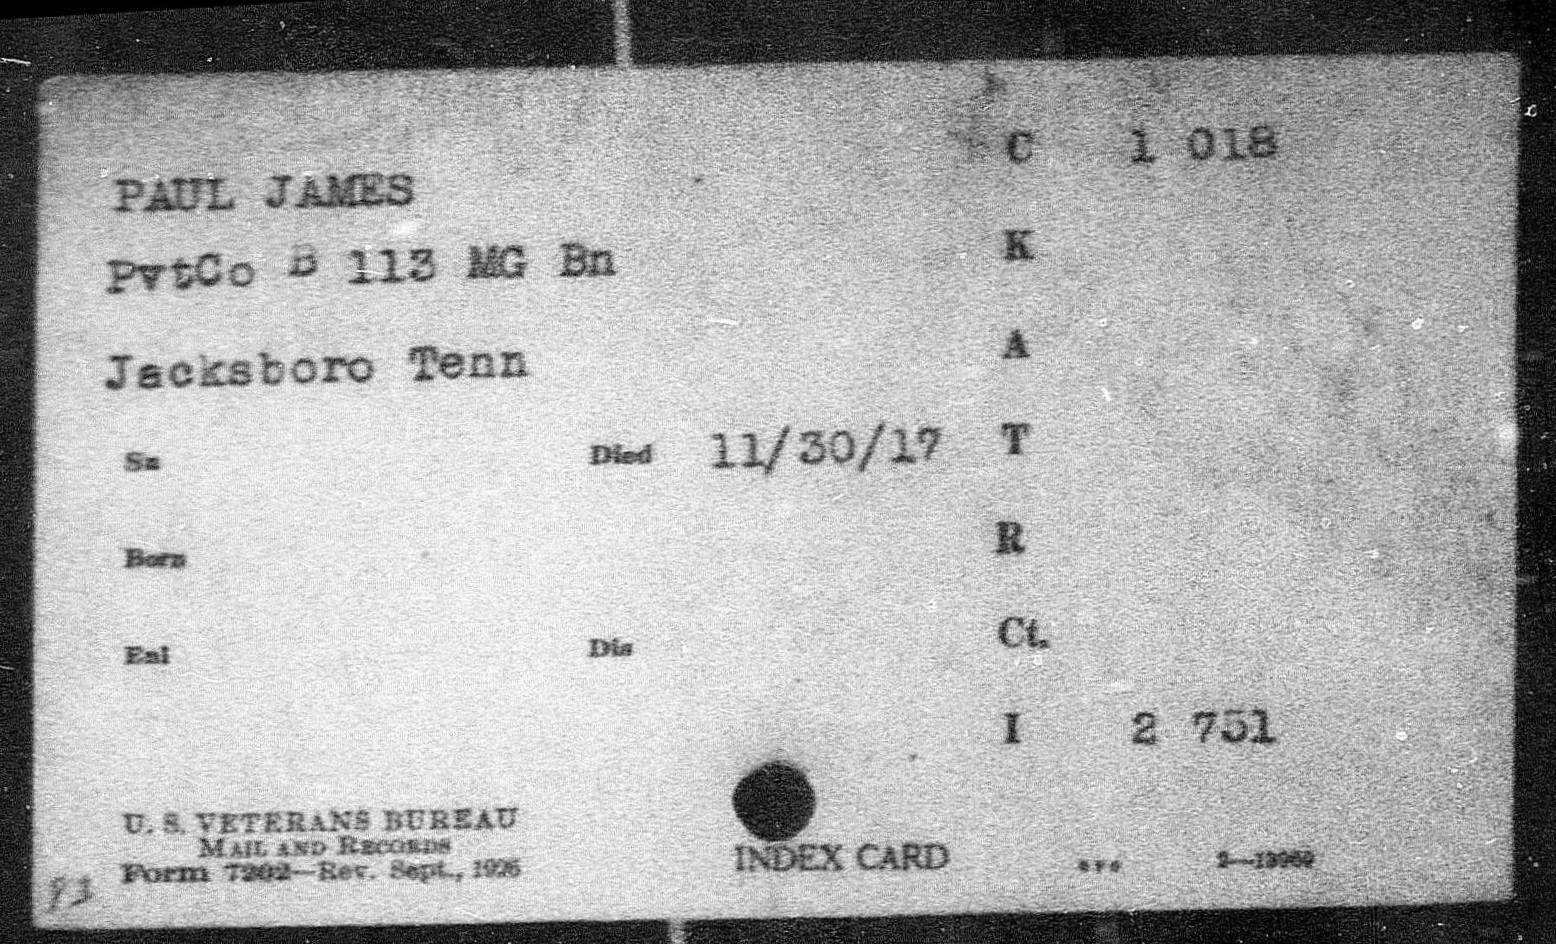 C 1 018
PAUL JAMES
K
PvtCo B 113 MG Bn
A
Jacksboro Tenn
Sn Died 11/30/17 T
Born R
Enl Dis Ct.
I 2 751
U. S. VETERANS BUREAU
MAIL AND RECORDS
Form 7202—Rev. Sept., 1926
INDEX CARD
93